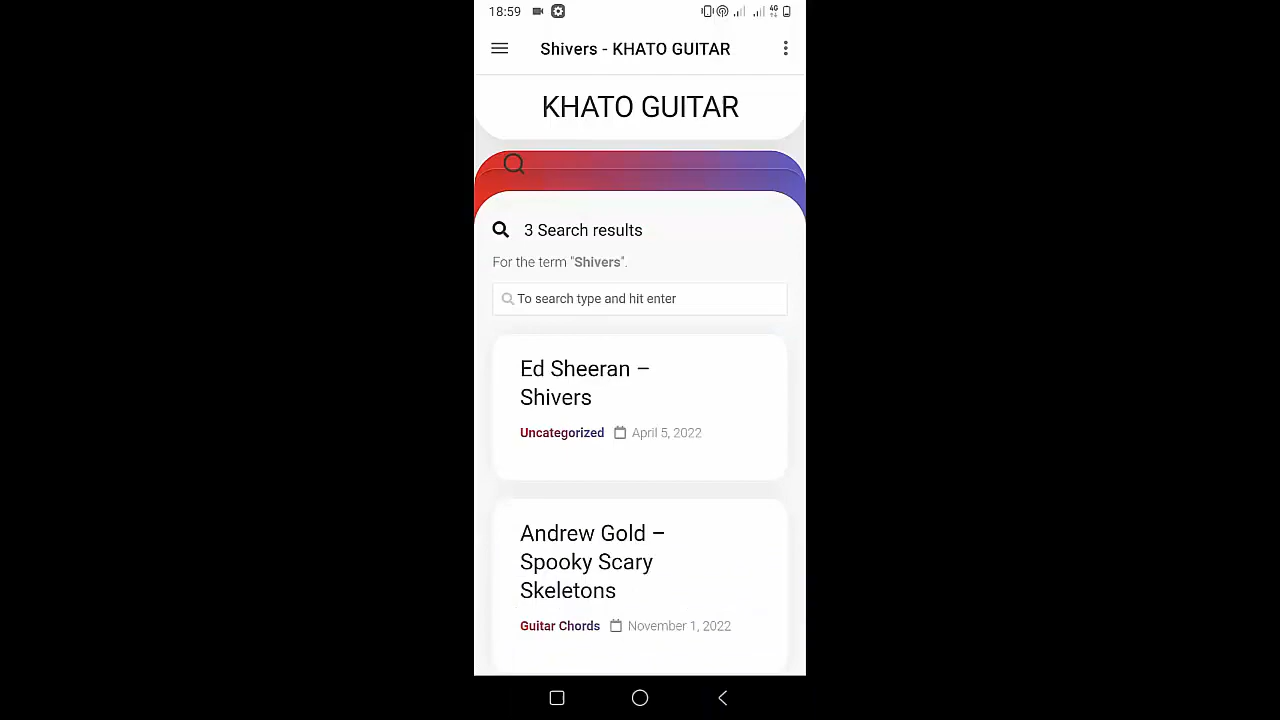 18:59
4G
Shivers - KHATO GUITAR
KHATO GUITAR
3 Search results
For the term "Shivers".
To search type and hit enter
Ed Sheeran –
Shivers
Uncategorized April 5, 2022
Andrew Gold –
Spooky Scary
Skeletons
Guitar Chords November 1, 2022